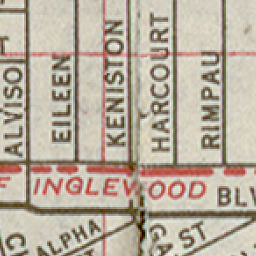 ALVISO
EILEEN
KENISTON
HARCOURT
RIMPAU
F INGLEWOOD BLV
ALPHA
ST